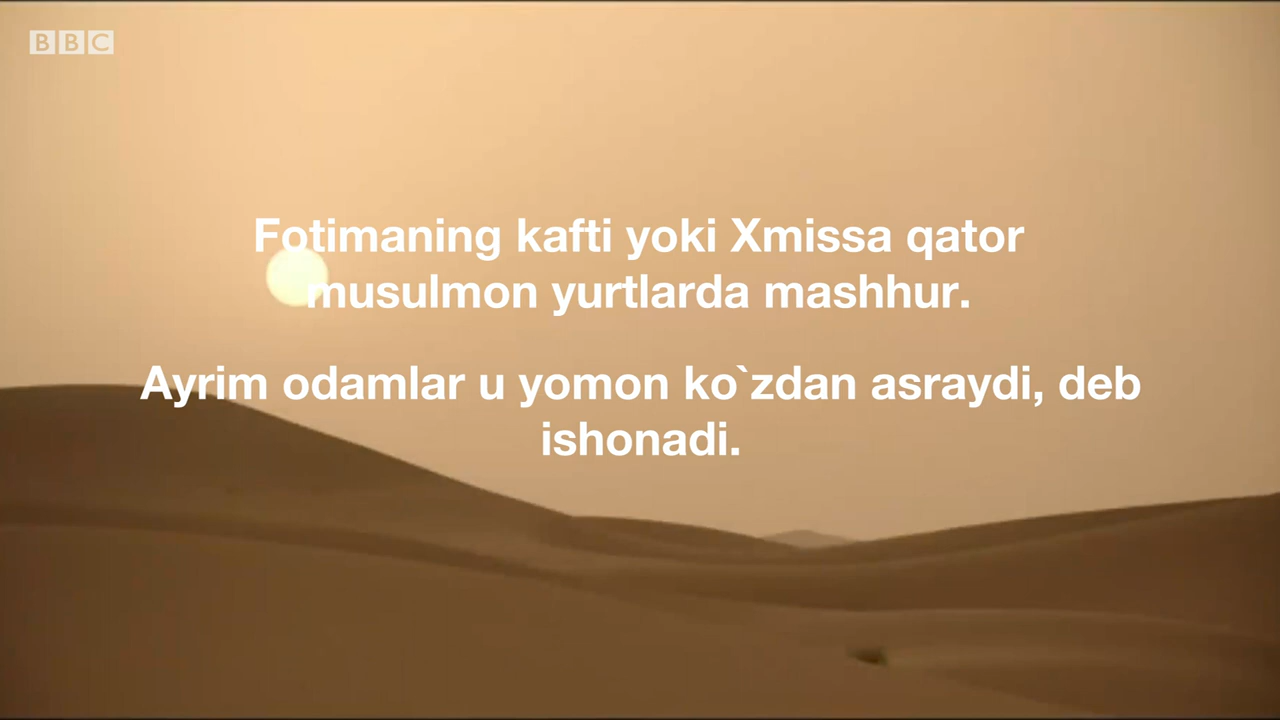 BBC
Fotimaning kafti yoki Xmissa qator
musulmon yurtlarda mashhur.
Ayrim odamlar u yomon ko`zdan asraydi, deb
ishonadi.